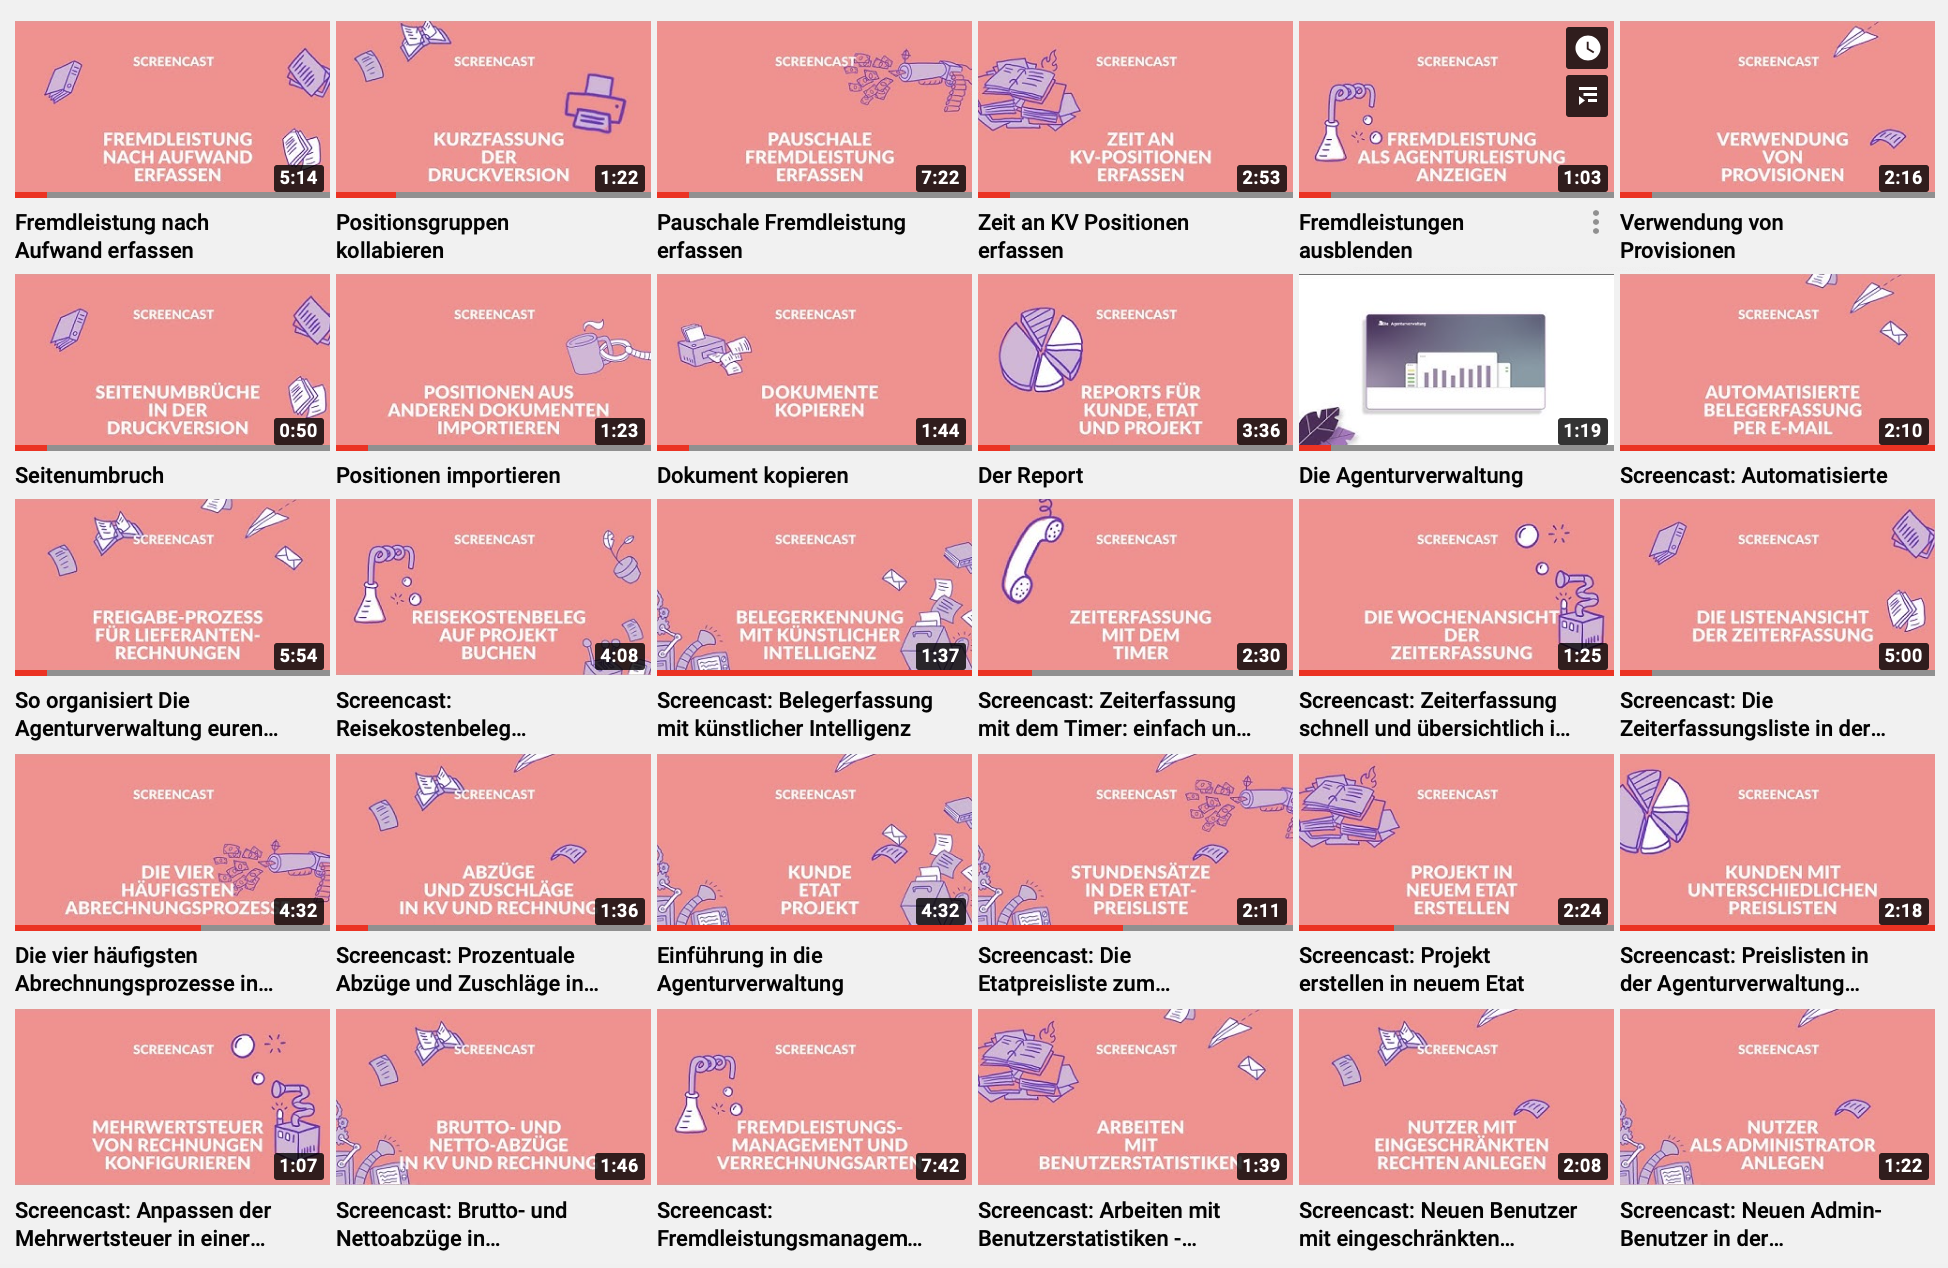 SCREENCAST
FREMDLEISTUNG
NACH AUFWAND
ERFASSEN
5:14
Fremdleistung nach
Aufwand erfassen
SCREENCAST
KURZFASSUNG
DER
DRUCKVERSION
1:22
Positionsgruppen
kollabieren
SCREENCAST
PAUSCHALE
FREMDLEISTUNG
ERFASSEN
7:22
Pauschale Fremdleistung
erfassen
SCREENCAST
ZEIT AN
KV-POSITIONEN
ERFASSEN
2:53
Zeit an KV Positionen
erfassen
SCREENCAST
FREMDLEISTUNG
ALS AGENTURLEISTUNG
ANZEIGEN
1:03
Fremdleistungen
ausblenden
SCREENCAST
VERWENDUNG
VON
PROVISIONEN
2:16
Verwendung von
Provisionen
SCREENCAST
SEITENUMBRÜCHE
IN DER
DRUCKVERSION
0:50
Seitenumbruch
SCREENCAST
POSITIONEN AUS
ANDEREN DOKUMENTEN
IMPORTIEREN
1:23
Positionen importieren
SCREENCAST
DOKUMENTE
KOPIEREN
1:44
Dokument kopieren
SCREENCAST
REPORTS FÜR
KUNDE, ETAT
UND PROJEKT
3:36
Der Report
Die Agenturverwaltung
1:19
Die Agenturverwaltung
SCREENCAST
AUTOMATISIERTE
BELEGERFASSUNG
PER E-MAIL
2:10
Screencast: Automatisierte
SCREENCAST
FREIGABE-PROZESS
FÜR LIEFERANTEN-
RECHNUNGEN
5:54
So organisiert Die
Agenturverwaltung euren…
SCREENCAST
REISEKOSTENBELEG
AUF PROJEKT
BUCHEN
4:08
Screencast:
Reisekostenbeleg…
SCREENCAST
BELEGERKENNUNG
MIT KÜNSTLICHER
INTELLIGENZ
1:37
Screencast: Belegerfassung
mit künstlicher Intelligenz
SCREENCAST
ZEITERFASSUNG
MIT DEM
TIMER
2:30
Screencast: Zeiterfassung
mit dem Timer: einfach un…
SCREENCAST
DIE WOCHENANSICHT
DER
ZEITERFASSUNG
1:25
Screencast: Zeiterfassung
schnell und übersichtlich i…
SCREENCAST
DIE LISTENANSICHT
DER ZEITERFASSUNG
5:00
Screencast: Die
Zeiterfassungsliste in der…
SCREENCAST
DIE VIER
HÄUFIGSTEN
ABRECHNUNGSPROZESS
4:32
Die vier häufigsten
Abrechnungsprozesse in…
SCREENCAST
ABZÜGE
UND ZUSCHLÄGE
IN KV UND RECHNUNG
1:36
Screencast: Prozentuale
Abzüge und Zuschläge in…
SCREENCAST
KUNDE
ETAT
PROJEKT
4:32
Einführung in die
Agenturverwaltung
SCREENCAST
STUNDENSÄTZE
IN DER ETAT-
PREISLISTE
2:11
Screencast: Die
Etatpreisliste zum…
SCREENCAST
PROJEKT IN
NEUEM ETAT
ERSTELLEN
2:24
Screencast: Projekt
erstellen in neuem Etat
SCREENCAST
KUNDEN MIT
UNTERSCHIEDLICHEN
PREISLISTEN
2:18
Screencast: Preislisten in
der Agenturverwaltung…
SCREENCAST
MEHRWERTSTEUER
VON RECHNUNGEN
KONFIGURIEREN
1:07
Screencast: Anpassen der
Mehrwertsteuer in einer…
SCREENCAST
BRUTTO- UND
NETTO-ABZÜGE
IN KV UND RECHNUNG
1:46
Screencast: Brutto- und
Nettoabzüge in…
SCREENCAST
FREMDLEISTUNGS-
MANAGEMENT UND
VERRECHNUNGSARTEN
7:42
Screencast:
Fremdleistungsmanagem…
SCREENCAST
ARBEITEN
MIT
BENUTZERSTATISTIKEN
1:39
Screencast: Arbeiten mit
Benutzerstatistiken -…
SCREENCAST
NUTZER MIT
EINGESCHRÄNKTEN
RECHTEN ANLEGEN
2:08
Screencast: Neuen Benutzer
mit eingeschränkten…
SCREENCAST
NUTZER
ALS ADMINISTRATOR
ANLEGEN
1:22
Screencast: Neuen Admin-
Benutzer in der…